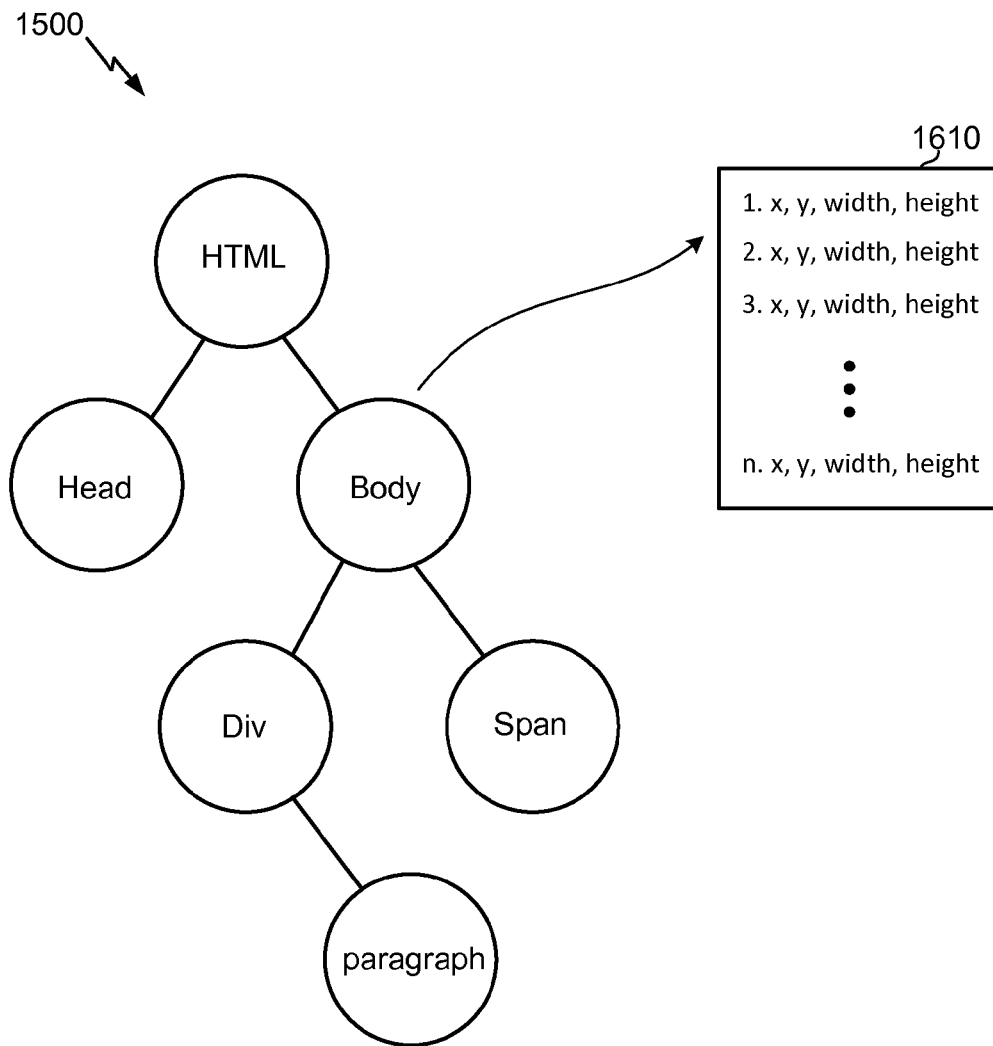 1500
1610
1. x, y, width, height
2. x, y, width, height
3. x, y, width, height
n. x, y, width, height
HTML
Head
Body
Div
Span
paragraph